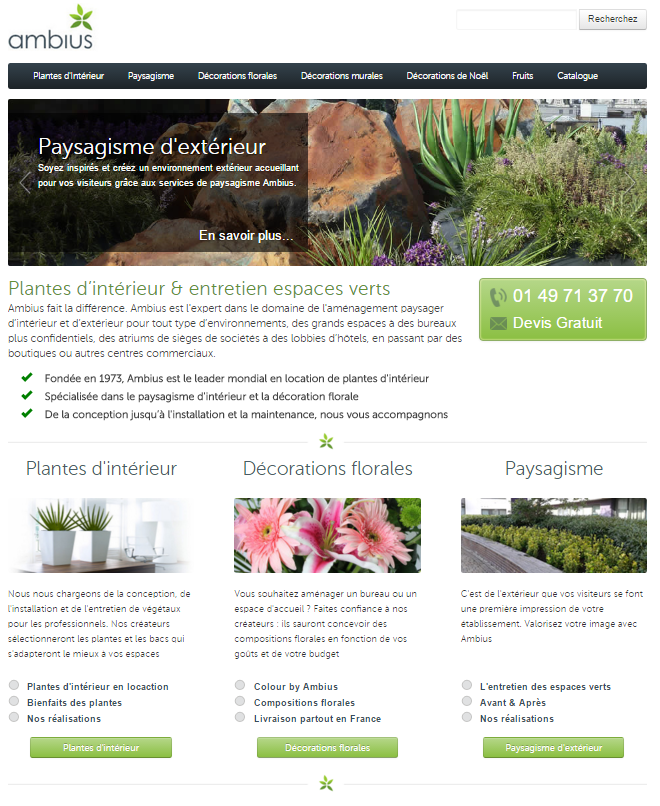 ambius
Recherchez
Plantes d'Intérieur Paysagisme Décorations florales Décorations murales Décorations de Noël Fruits Catalogue
Paysagisme d'extérieur
Soyez inspirés et créez un environnement extérieur accueillant
pour vos visiteurs grâce aux services de paysagisme Ambius.
En savoir plus...
Plantes d'intérieur & entretien espaces verts
Ambius fait la différence. Ambius est l'expert dans le domaine de l'aménagement paysager
d'intérieur et d'extérieur pour tout type d'environnements, des grands espaces à des bureaux
plus confidentiels, des atriums de sièges de sociétés à des lobbies d'hôtels, en passant par des
boutiques ou autres centres commerciaux.
01 49 71 37 70
Devis Gratuit
Fondée en 1973, Ambius est le leader mondial en location de plantes d'intérieur
Spécialisée dans le paysagisme d'intérieur et la décoration florale
De la conception jusqu'à l'installation et la maintenance, nous vous accompagnons
Plantes d'intérieur
Nous nous chargeons de la conception, de
l'installation et de l'entretien de végétaux
pour les professionnels. Nos créateurs
sélectionneront les plantes et les bacs qui
s'adapteront le mieux à vos espaces
Plantes d'intérieur en locaction
Bienfaits des plantes
Nos réalisations
Plantes d'intérieur
Décorations florales
Vous souhaitez aménager un bureau ou un
espace d'accueil ? Faites confiance à nos
créateurs : ils sauront concevoir des
compositions florales en fonction de vos
goûts et de votre budget
Colour by Ambius
Compositions florales
Livraison partout en France
Décorations florales
Paysagisme
C'est de l'extérieur que vos visiteurs se font
une première impression de votre
établissement. Valorisez votre image avec
Ambius
L'entretien des espaces verts
Avant & Après
Nos réalisations
Paysagisme d'extérieur